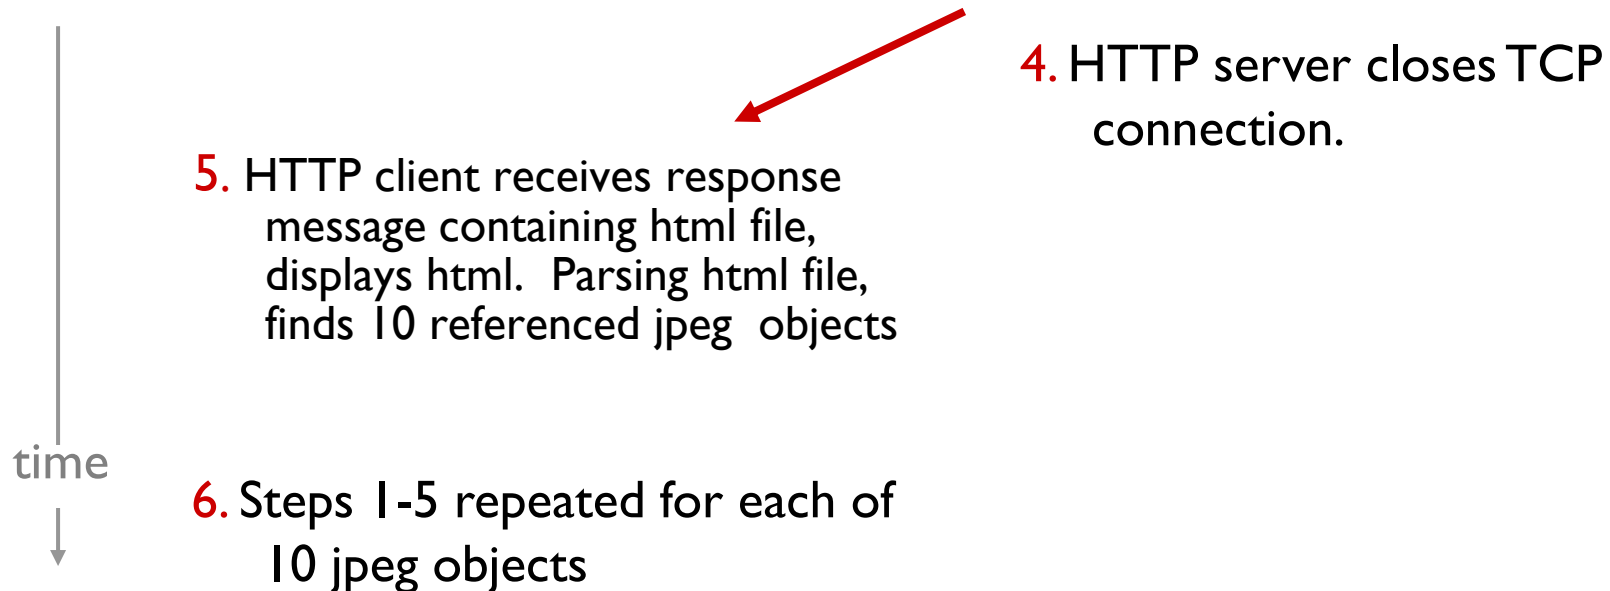 4. HTTP server closes TCP
connection.
5. HTTP client receives response
message containing html file,
displays html.  Parsing html file,
finds 10 referenced jpeg  objects
time
6. Steps 1-5 repeated for each of
10 jpeg objects